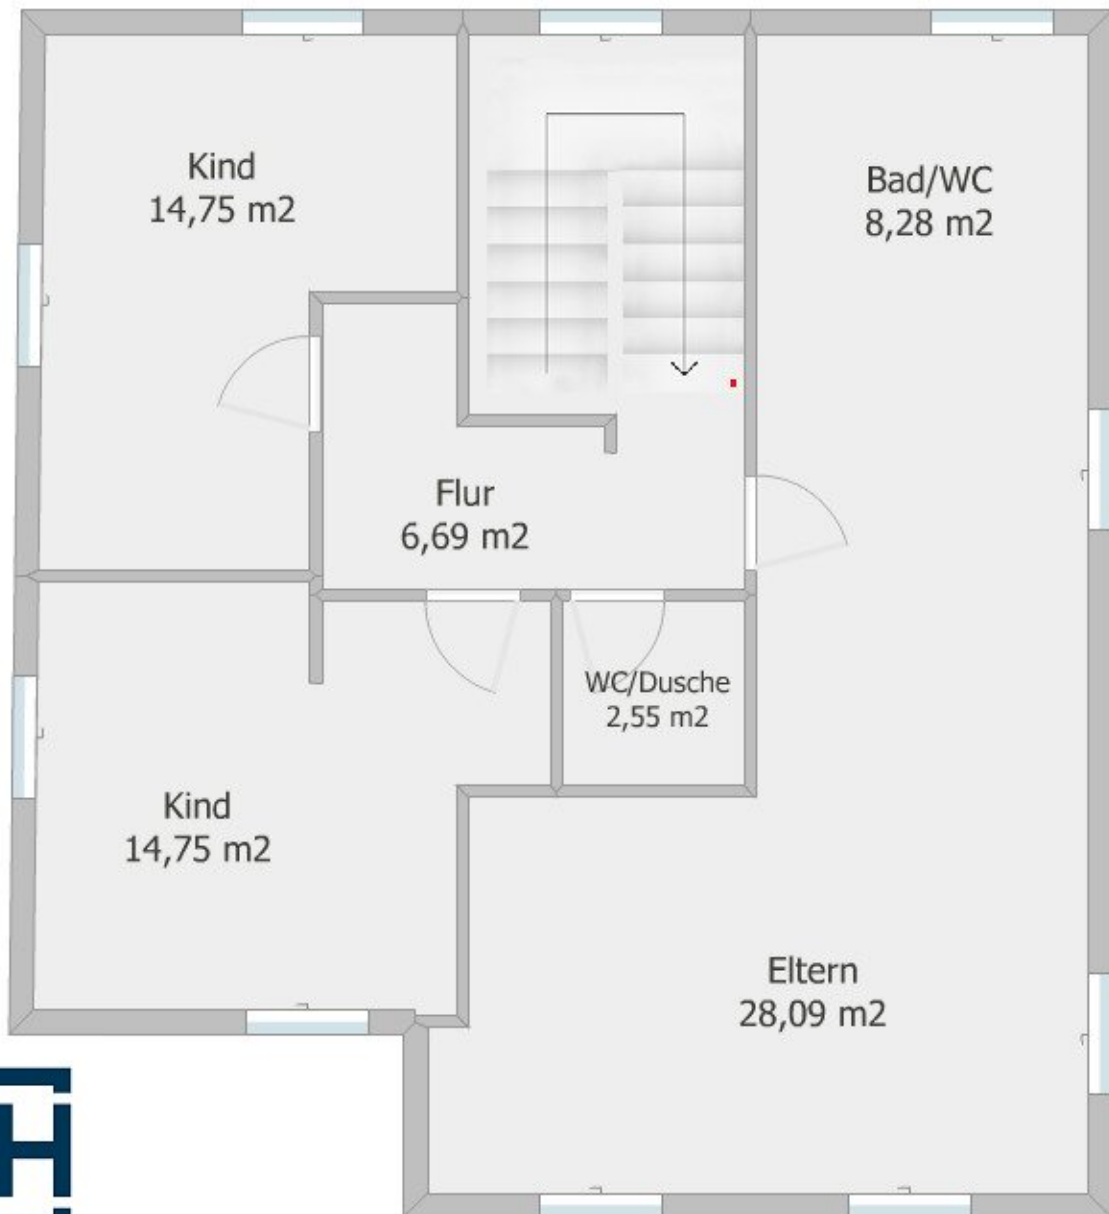 Kind
14,75 m2
Bad/WC
8,28 m2
Flur
6,69 m2
WC/Dusche
2,55 m2
Kind
14,75 m2
Eltern
28,09 m2
H